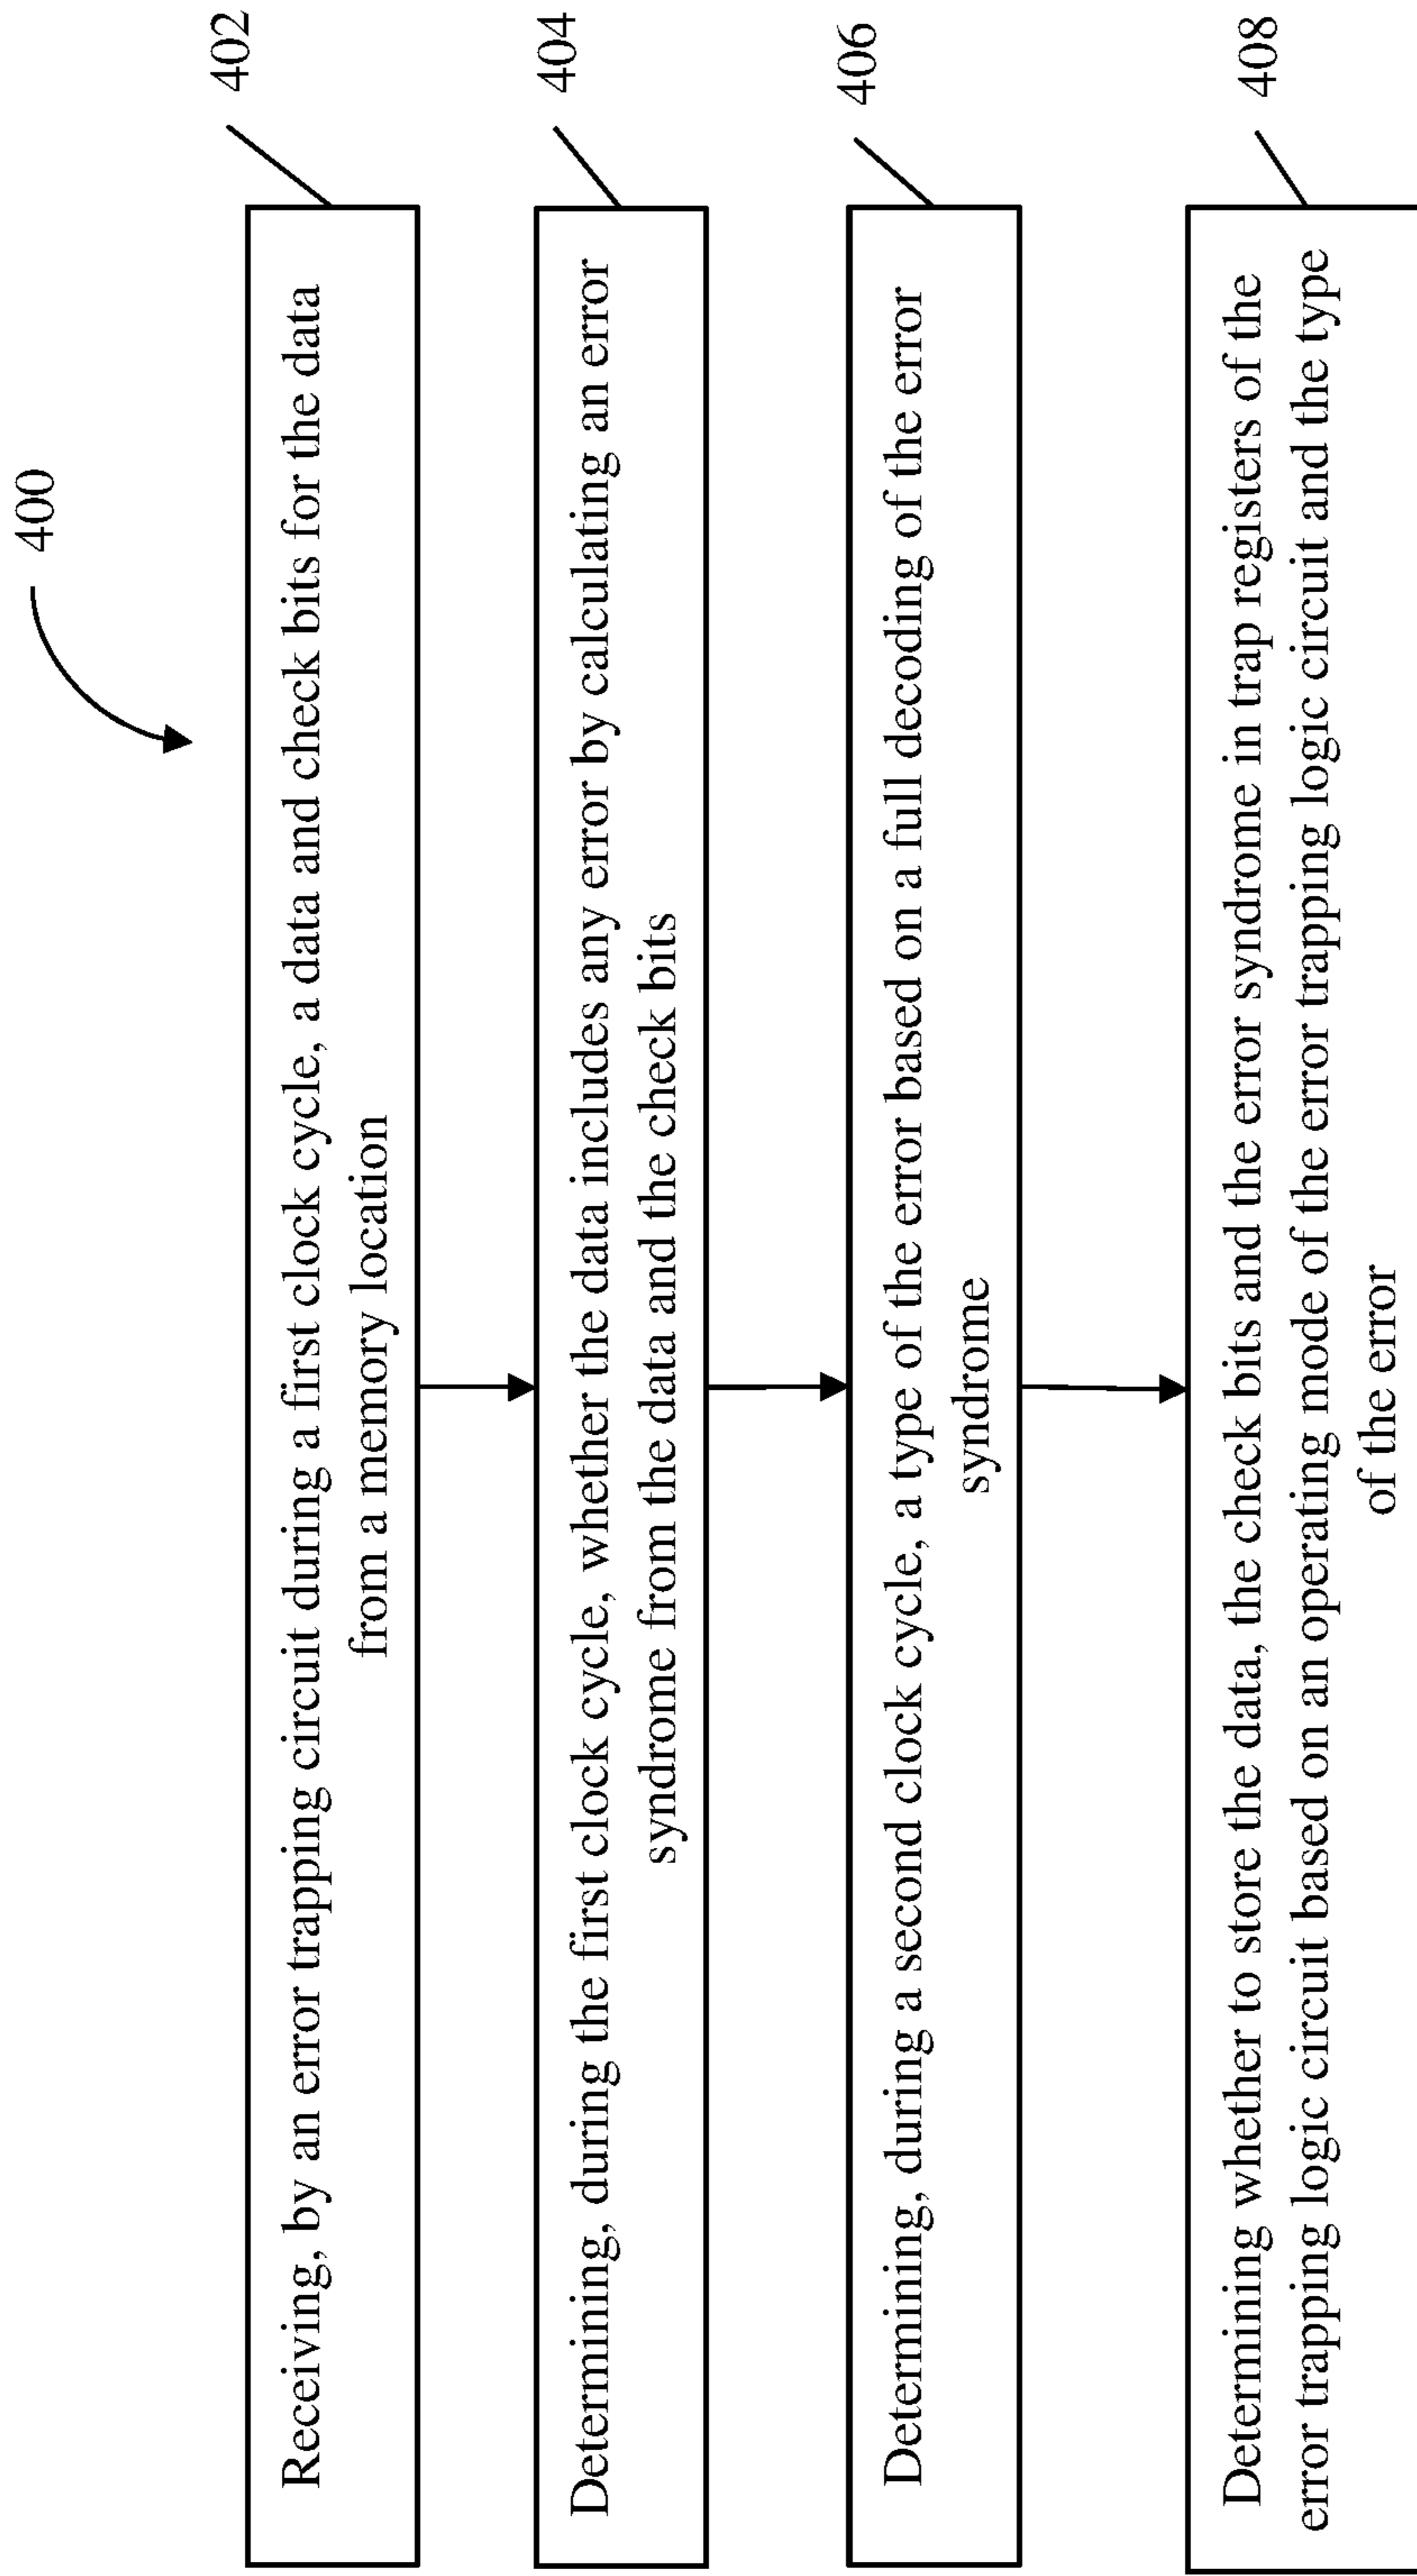 400
402
Receiving, by an error trapping circuit during a first clock cycle, a data and check bits for the data
from a memory location
404
Determining, during the first clock cycle, whether the data includes any error by calculating an error
syndrome from the data and the check bits
406
Determining, during a second clock cycle, a type of the error based on a full decoding of the error
syndrome
408
Determining whether to store the data, the check bits and the error syndrome in trap registers of the
error trapping logic circuit based on an operating mode of the error trapping logic circuit and the type
of the error